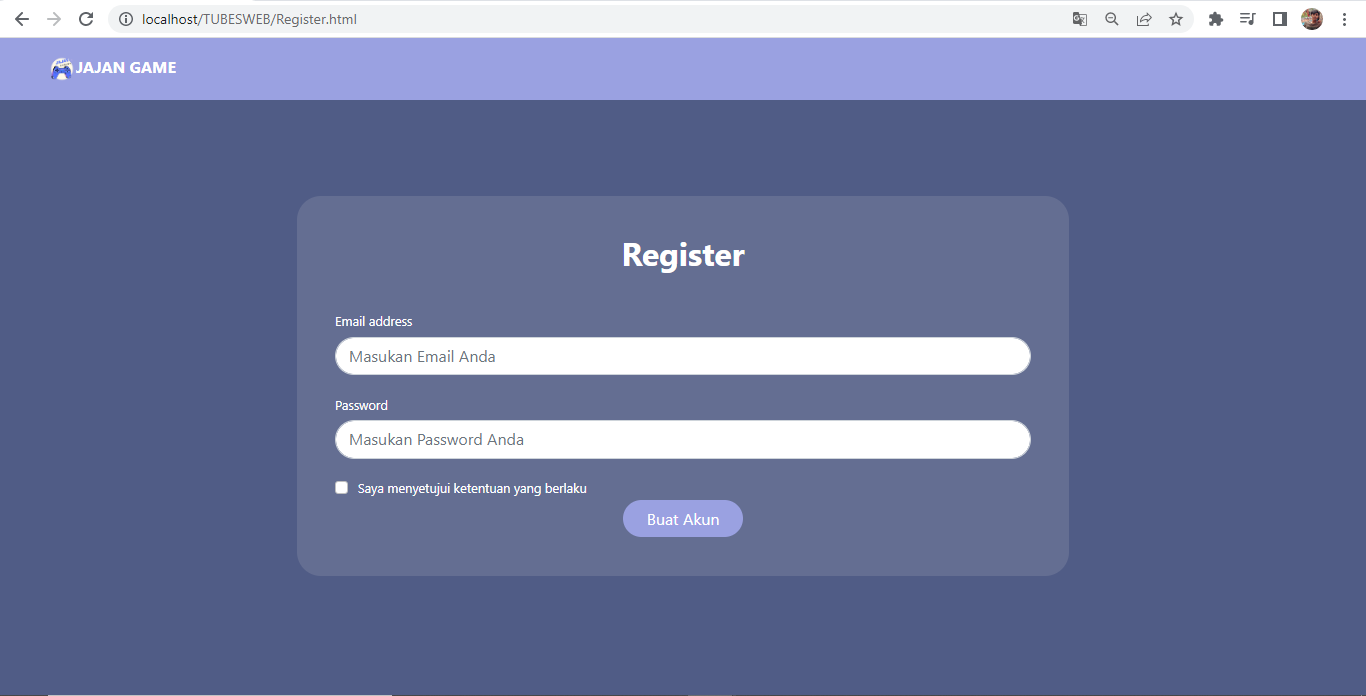 localhost/TUBESWEB/Register.html
JAJAN GAME
Register
Email address
Masukan Email Anda
Password
Masukan Password Anda
Saya menyetujui ketentuan yang berlaku
Buat Akun